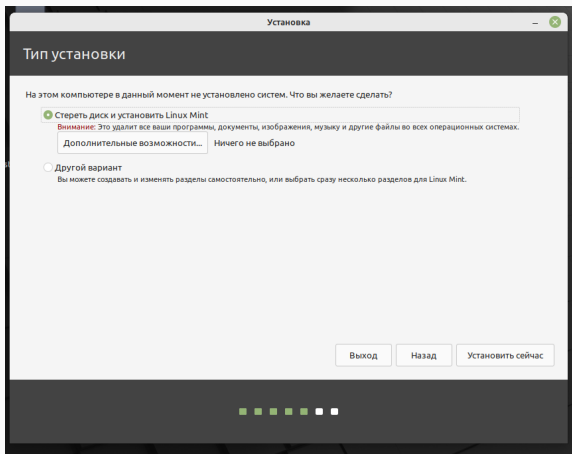 Установка
Тип установки
На этом компьютере в данный момент не установлено систем. Что вы желаете сделать?
Стереть диск и установить Linux Mint
Внимание: Это удалит все ваши программы, документы, изображения, музыку и другие файлы во всех операционных системах.
Дополнительные возможности... Ничего не выбрано
Другой вариант
Вы можете создавать и изменять разделы самостоятельно, или выбрать сразу несколько разделов для Linux Mint.
Выход Назад Установить сейчас